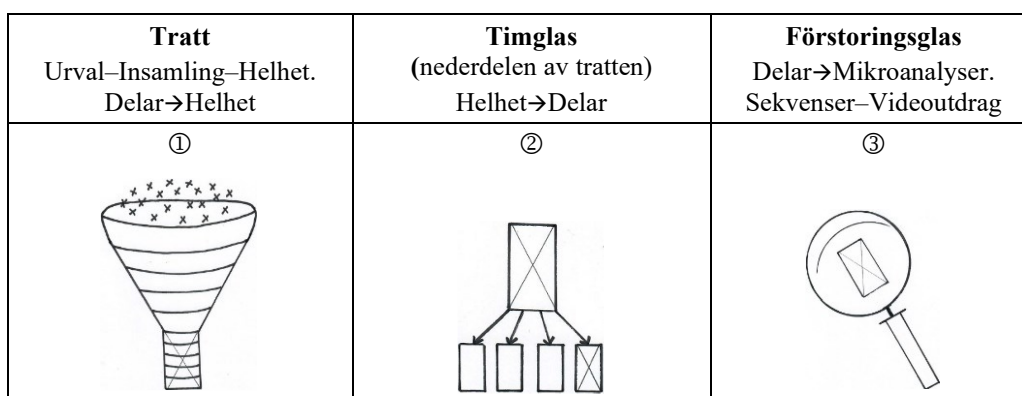 Tratt
Urval–Insamling–Helhet.
Delar→Helhet
Timglas
(nederdelen av tratten)
Helhet→Delar
Förstoringsglas
Delar→Mikroanalyser.
Sekvenser–Videoutdrag
①
②
③